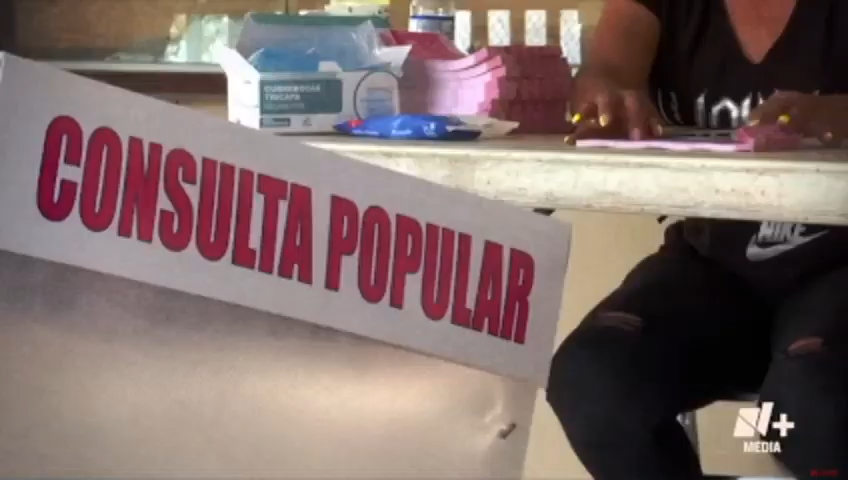 CUBREBOCAS
TRICAPA
CONSULTA POPULAR
NIKE
N+
MEDIA